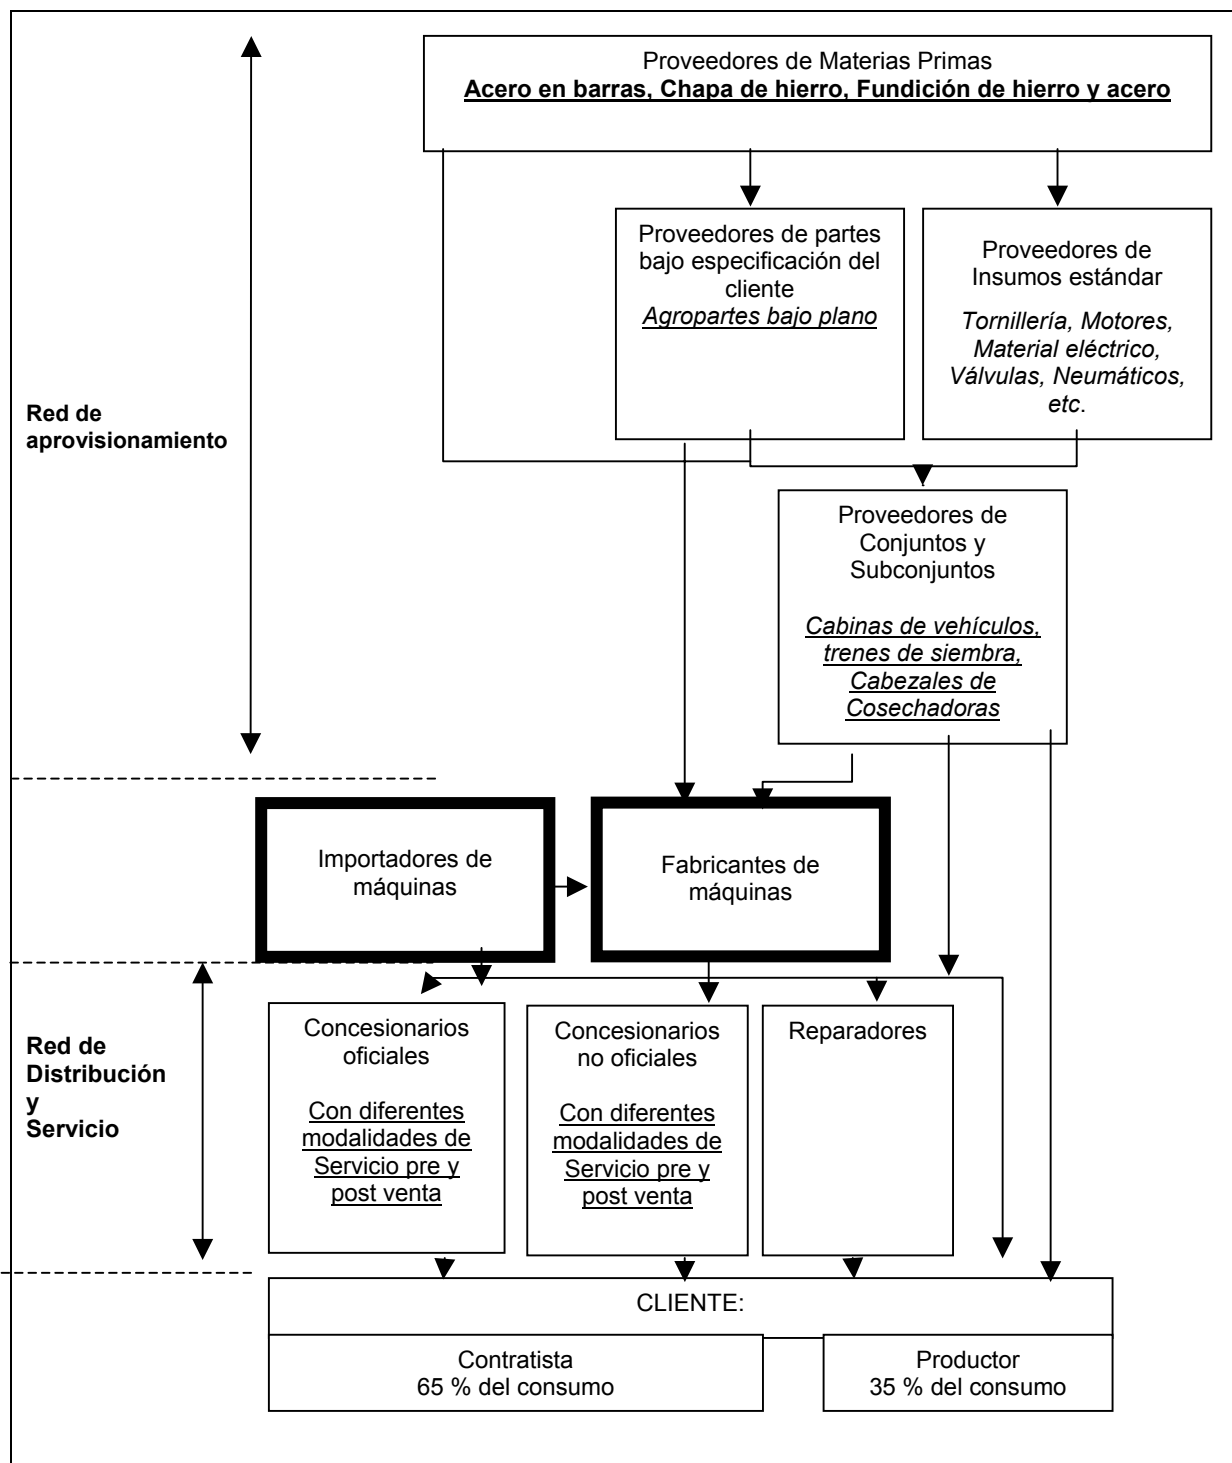 Proveedores de Materias Primas
Acero en barras, Chapa de hierro, Fundición de hierro y acero
Proveedores de partes
bajo especificación del
cliente
Agropartes bajo plano
Proveedores de
Insumos estándar
Tornillería, Motores,
Material eléctrico,
Válvulas, Neumáticos,
etc.
Red de
aprovisionamiento
Proveedores de
Conjuntos y
Subconjuntos
Cabinas de vehículos,
trenes de siembra,
Cabezales de
Cosechadoras
Importadores de
máquinas
Fabricantes de
máquinas
Red de
Distribución
y
Servicio
Concesionarios
oficiales
Con diferentes
modalidades de
Servicio pre y
post venta
Concesionarios
no oficiales
Con diferentes
modalidades de
Servicio pre y
post venta
Reparadores
CLIENTE:
Contratista
65 % del consumo
Productor
35 % del consumo